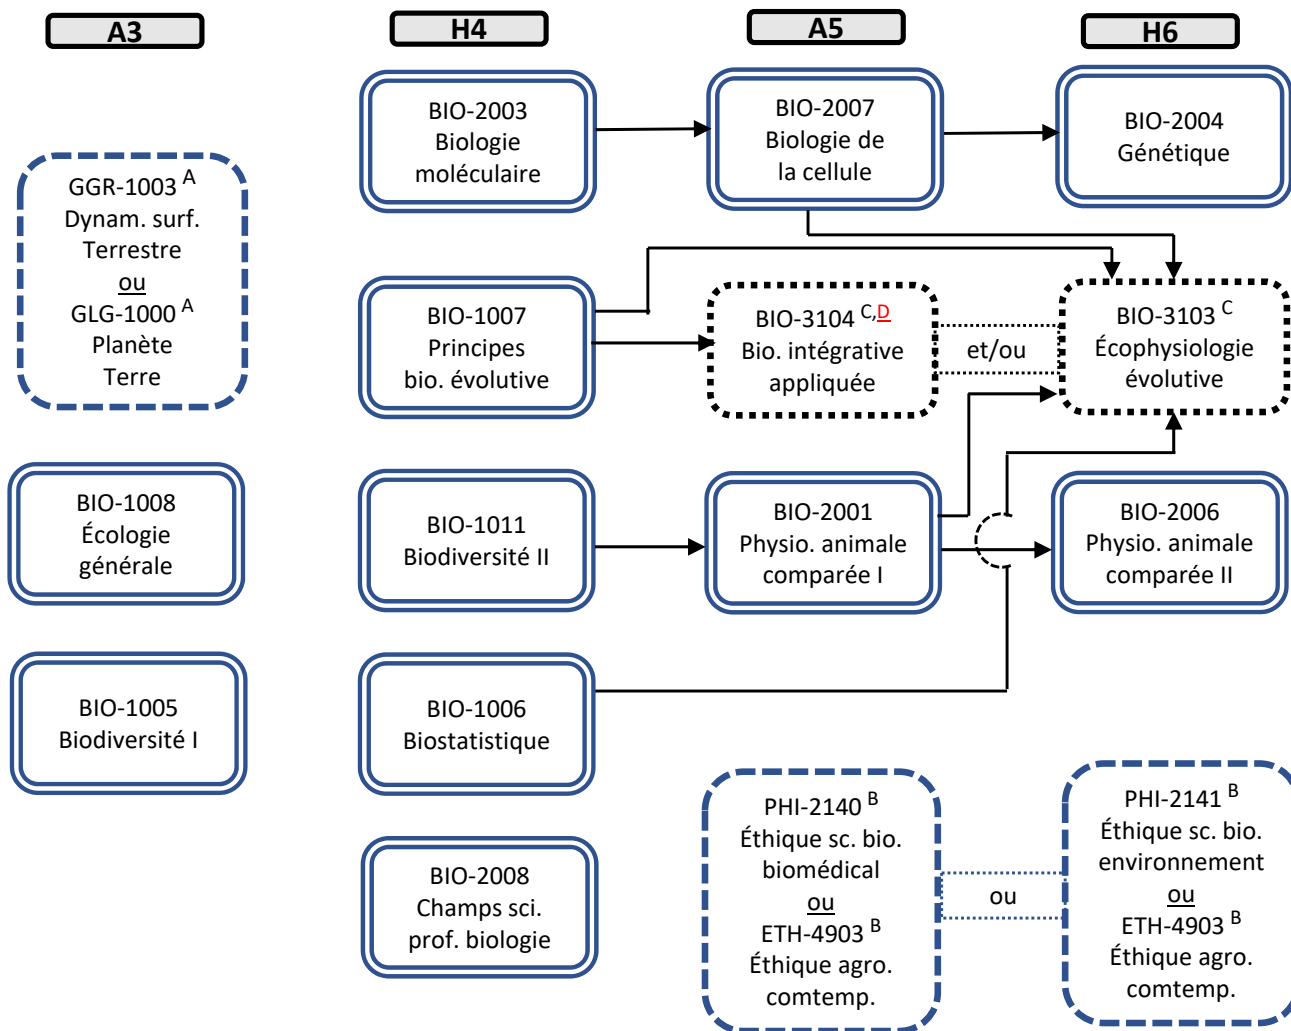 A3
H4
A5
H6
BIO-2003
Biologie
moléculaire
BIO-2007
Biologie de
la cellule
BIO-2004
Génétique
GGR-1003 A
Dynam. surf.
Terrestre
ou
GLG-1000 A
Planète
Terre
BIO-1007
Principes
bio. évolutive
BIO-3104 C,D
Bio. intégrative
appliquée
et/ou
BIO-3103 C
Écophysiologie
évolutive
BIO-1008
Écologie
générale
BIO-1011
Biodiversité II
BIO-2001
Physio. animale
comparée I
BIO-2006
Physio. animale
comparée II
BIO-1005
Biodiversité I
BIO-1006
Biostatistique
BIO-2008
Champs sci.
prof. biologie
PHI-2140 B
Éthique sc. bio.
biomédical
ou
ETH-4903 B
Éthique agro.
comtemp.
ou
PHI-2141 B
Éthique sc. bio.
environnement
ou
ETH-4903 B
Éthique agro.
comtemp.